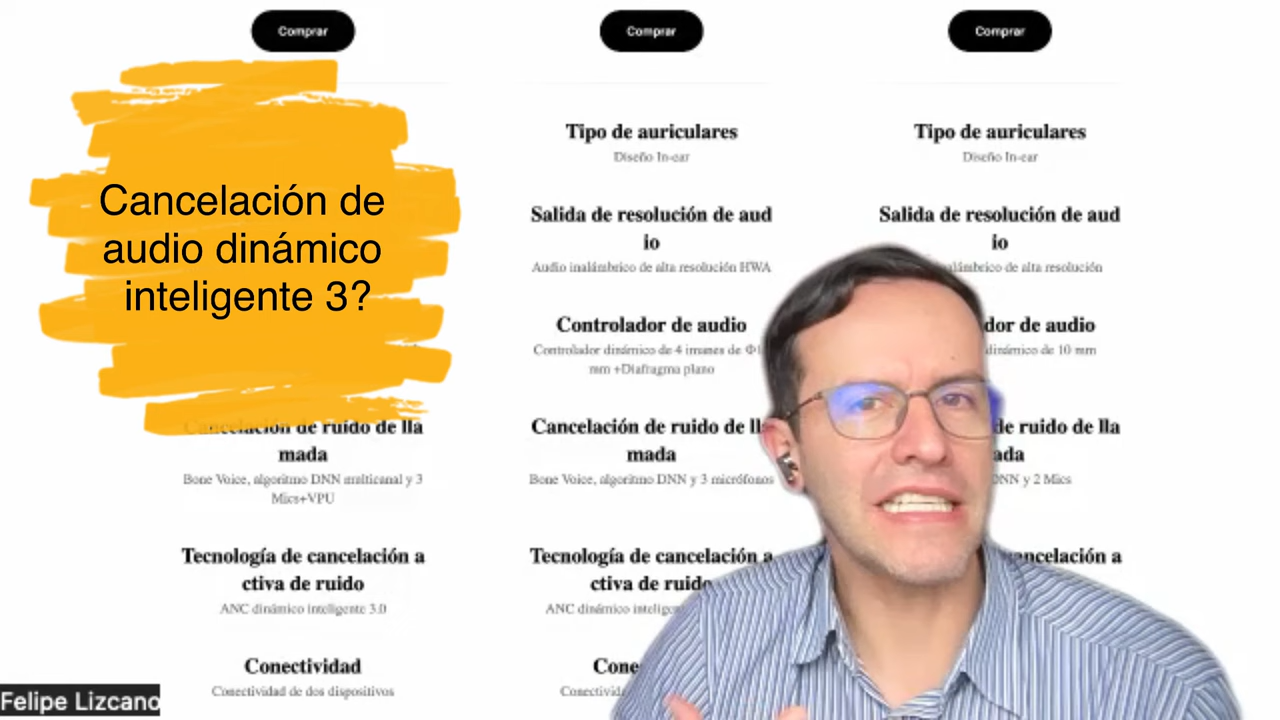 Comprar
Comprar
Comprar
Cancelación de
audio dinámico
inteligente 3?
Cancelación de ruido de lla
mada
Bone Voice, algoritmo DNN multicanal y 3
Mics+VPU
Tecnología de cancelación a
ctiva de ruido
ANC dinámico inteligente 3.0
Conectividad
Conectividad de dos dispositivos
Tipo de auriculares
Diseño In-ear
Salida de resolución de aud
io
Audio inalámbrico de alta resolución HWA
Controlador de audio
Controlador dinámico de 4 imanes de
mm +Diafragma plano
Cancelación de ruido de ll
mada
Bone Voice, algoritmo DNN y 3 micrófonos
Tecnología de cancelación a
ctiva de ruido
ANC dinámico
Tipo de auriculares
Diseño In-ear
Salida de resolución de aud
io
de alta resolución
dor de audio
dinámico de 10 mm
de ruido de lla
DNN y 2 Mics
Felipe Lizcano